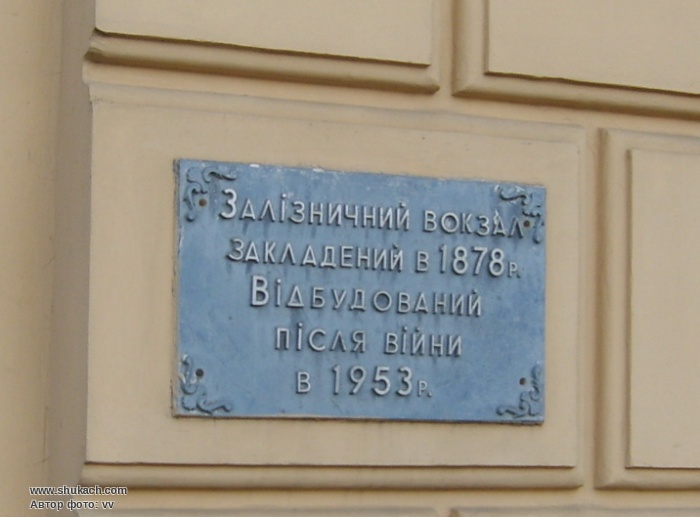 Залізничний вокзал
закладений в 1878 р.
Відбудований
після війни
в 1953 р.
www.shukach.com
Автор фото: vv